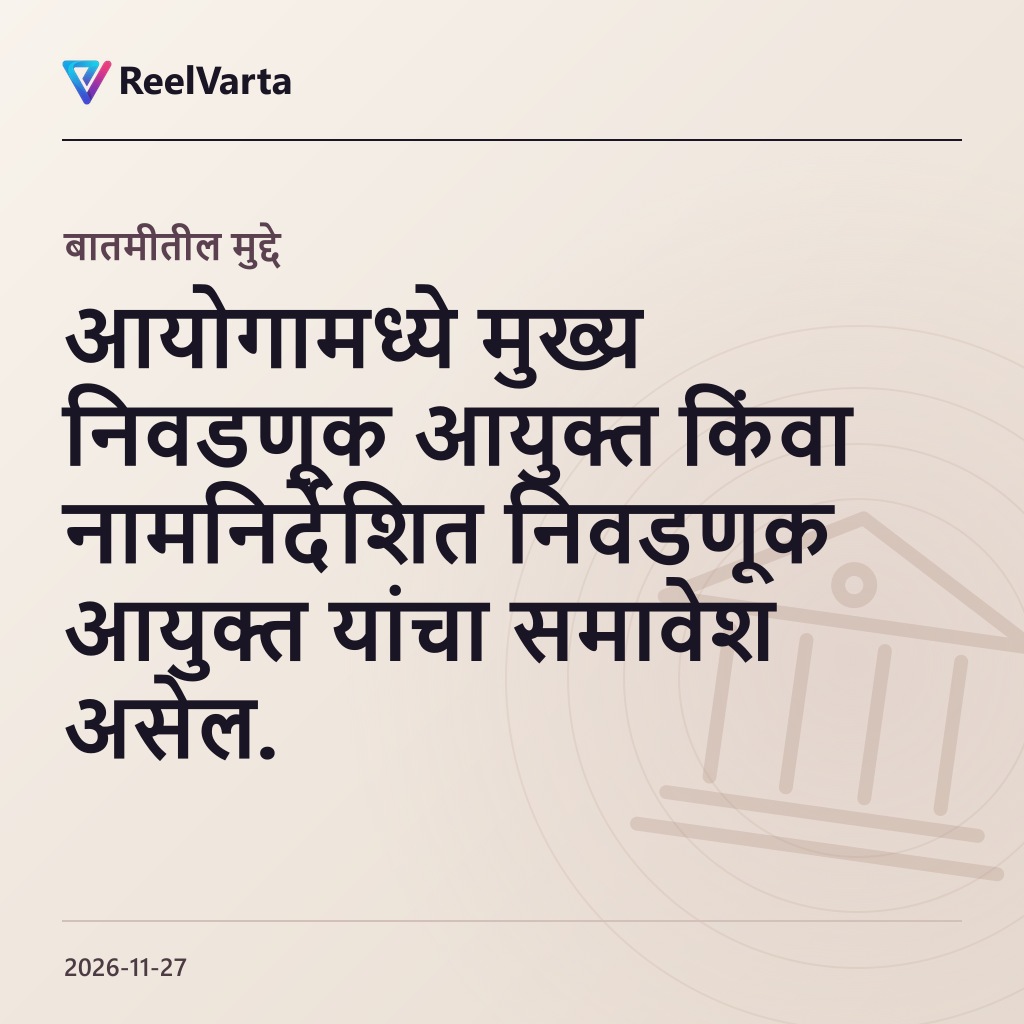 ReelVarta
बातमीतील मुद्दे
आयोगामध्ये मुख्य
निवडणूक आयुक्त किंवा
नामनिर्देशित निवडणूक
आयुक्त यांचा समावेश
असेल.
2026-11-27